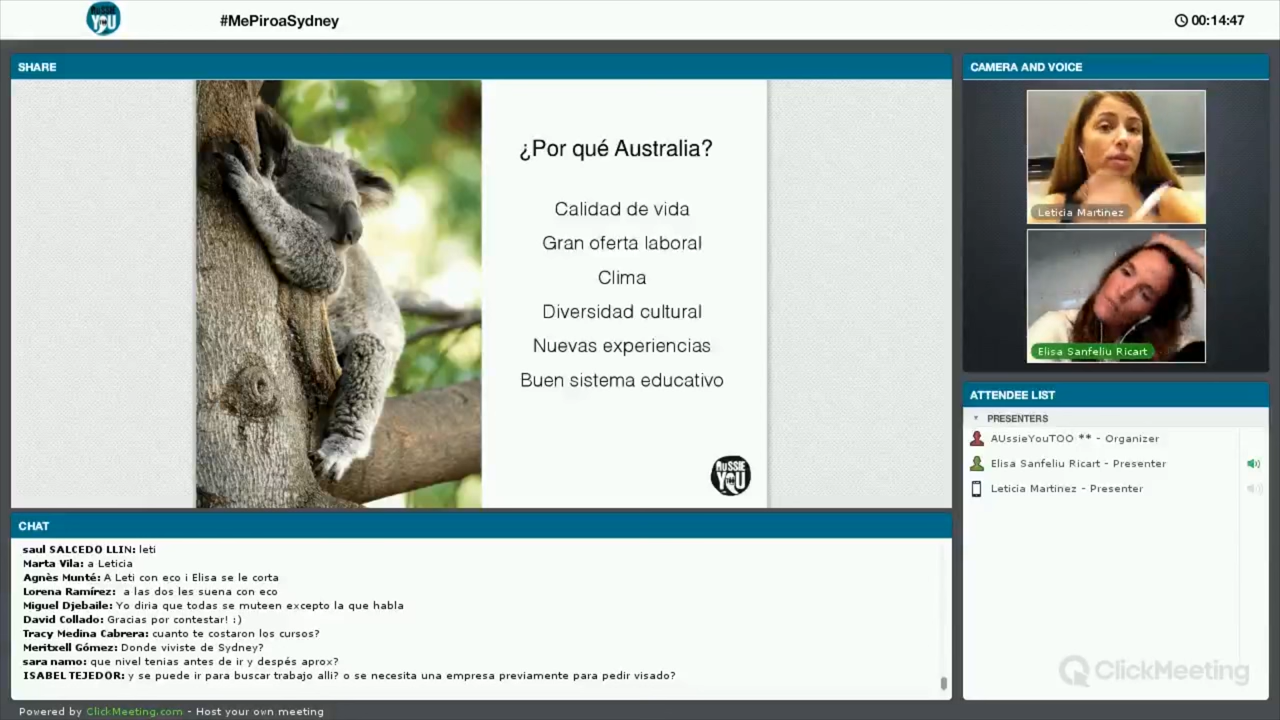 AUSSIE
YOU
#MePiroaSydney
00:14:47
SHARE
¿Por qué Australia?
Calidad de vida
Gran oferta laboral
Clima
Diversidad cultural
Nuevas experiencias
Buen sistema educativo
AUSSIE
YOU
CAMERA AND VOICE
Leticia Martinez
Elisa Sanfeliu Ricart
ATTENDEE LIST
PRESENTERS
AUssieYouTOO ** - Organizer
Elisa Sanfeliu Ricart - Presenter
Leticia Martinez - Presenter
ClickMeeting
CHAT
saul SALCEDO LLIN: leti
Marta Vila: a Leticia
Agnès Munté: A Leti con eco i Elisa se le corta
Lorena Ramírez: a las dos les suena con eco
Miguel Djebaile: Yo diria que todas se muteen excepto la que habla
David Collado: Gracias por contestar! :)
Tracy Medina Cabrera: cuanto te costaron los cursos?
Meritxell Gómez: Donde viviste de Sydney?
sara namo: que nivel tenias antes de ir y despés aprox?
ISABEL TEJEDOR: y se puede ir para buscar trabajo alli? o se necesita una empresa previamente para pedir visado?
Powered by ClickMeeting.com - Host your own meeting